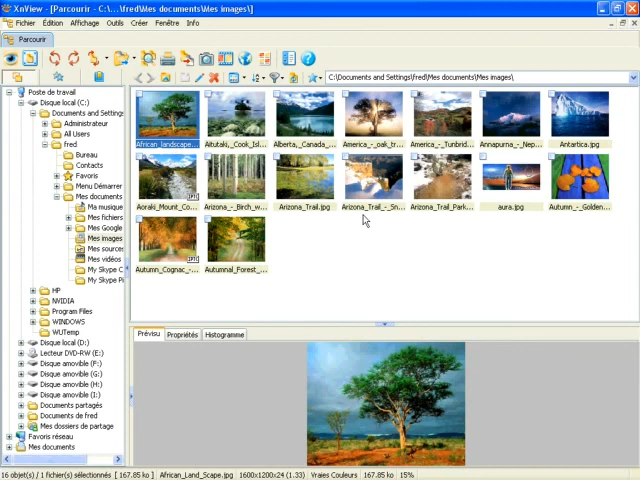 XnView - [Parcourir - C:\...\fred\Mes documents\Mes images\]
Fichier Édition Affichage Outils Créer Fenêtre Info
Parcourir
C:\Documents and Settings\fred\Mes documents\Mes images\
Poste de travail
Disque local (C:)
Documents and Settings
Administrateur
All Users
fred
Bureau
Contacts
Favoris
Menu Démarrer
Mes documents
Ma musique
Mes fichiers
Mes Google
Mes images
Mes sources
Mes vidéos
My Skype C
My Skype Pi
HP
NVIDIA
Program Files
WINDOWS
WUTemp
Disque local (D:)
Lecteur DVD-RW (E:)
Disque amovible (F:)
Disque amovible (G:)
Disque amovible (H:)
Disque amovible (I:)
Documents partagés
Documents de fred
Mes dossiers de partage
Favoris réseau
Mes documents
African_landscape... Aitutaki,_Cook_Isl... Alberta,_Canada_... America_-_oak_tr... America_-_Tunbrid... Annapurna_-_Nep... Antartica.jpg
IPTC
Aoraki_Mount_Co... Arizona_-_Birch_w... Arizona_Trail.jpg Arizona_Trail_-_Sn... Arizona_Trail_Park... aura.jpg Autumn_-_Golden...
IPTC
Autumn_Cognac_-... Autumnal_Forest_...
Prévisu Propriétés Histogramme
16 objet(s) / 1 fichier(s) sélectionnés [ 167.85 ko ] African_Land_Scape.jpg 1600x1200x24 (1.33) Vraies Couleurs 167.85 ko 15%